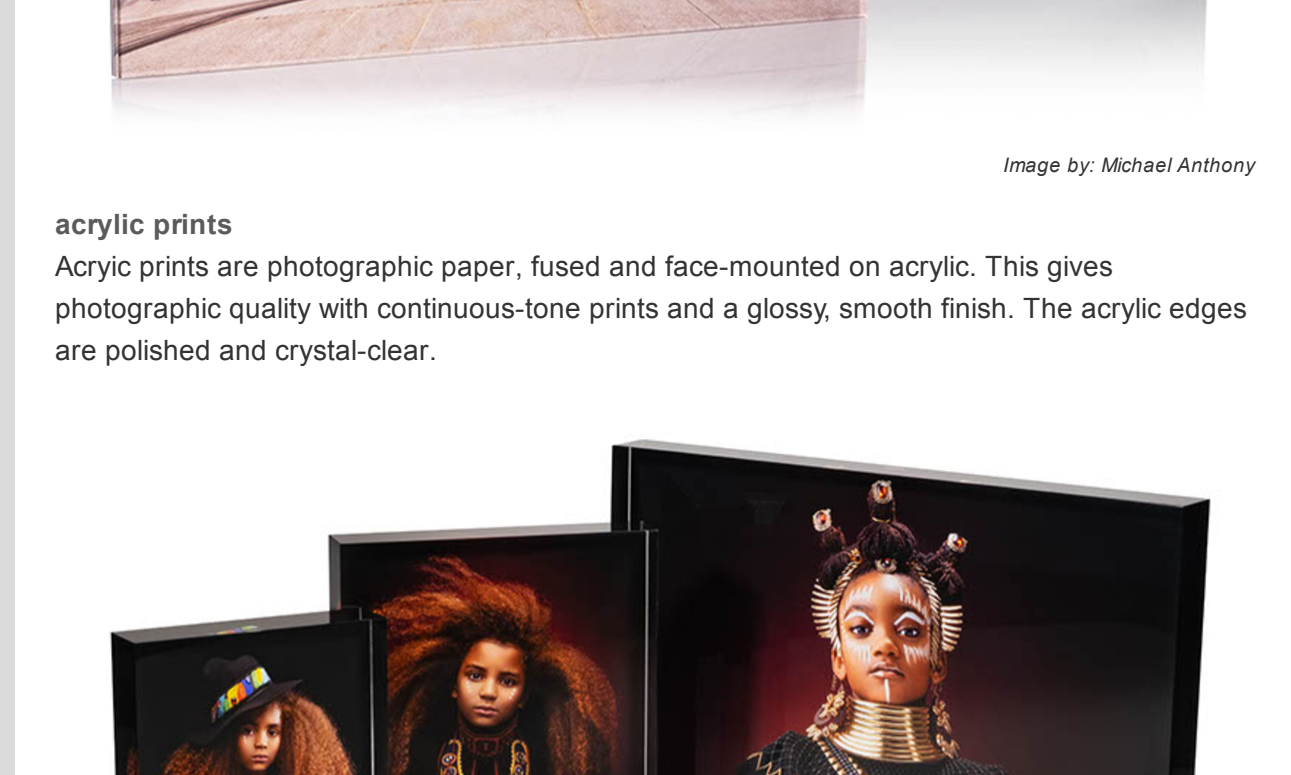 Image by: Michael Anthony
acrylic prints
Acryic prints are photographic paper, fused and face-mounted on acrylic. This gives
photographic quality with continuous-tone prints and a glossy, smooth finish. The acrylic edges
are polished and crystal-clear.